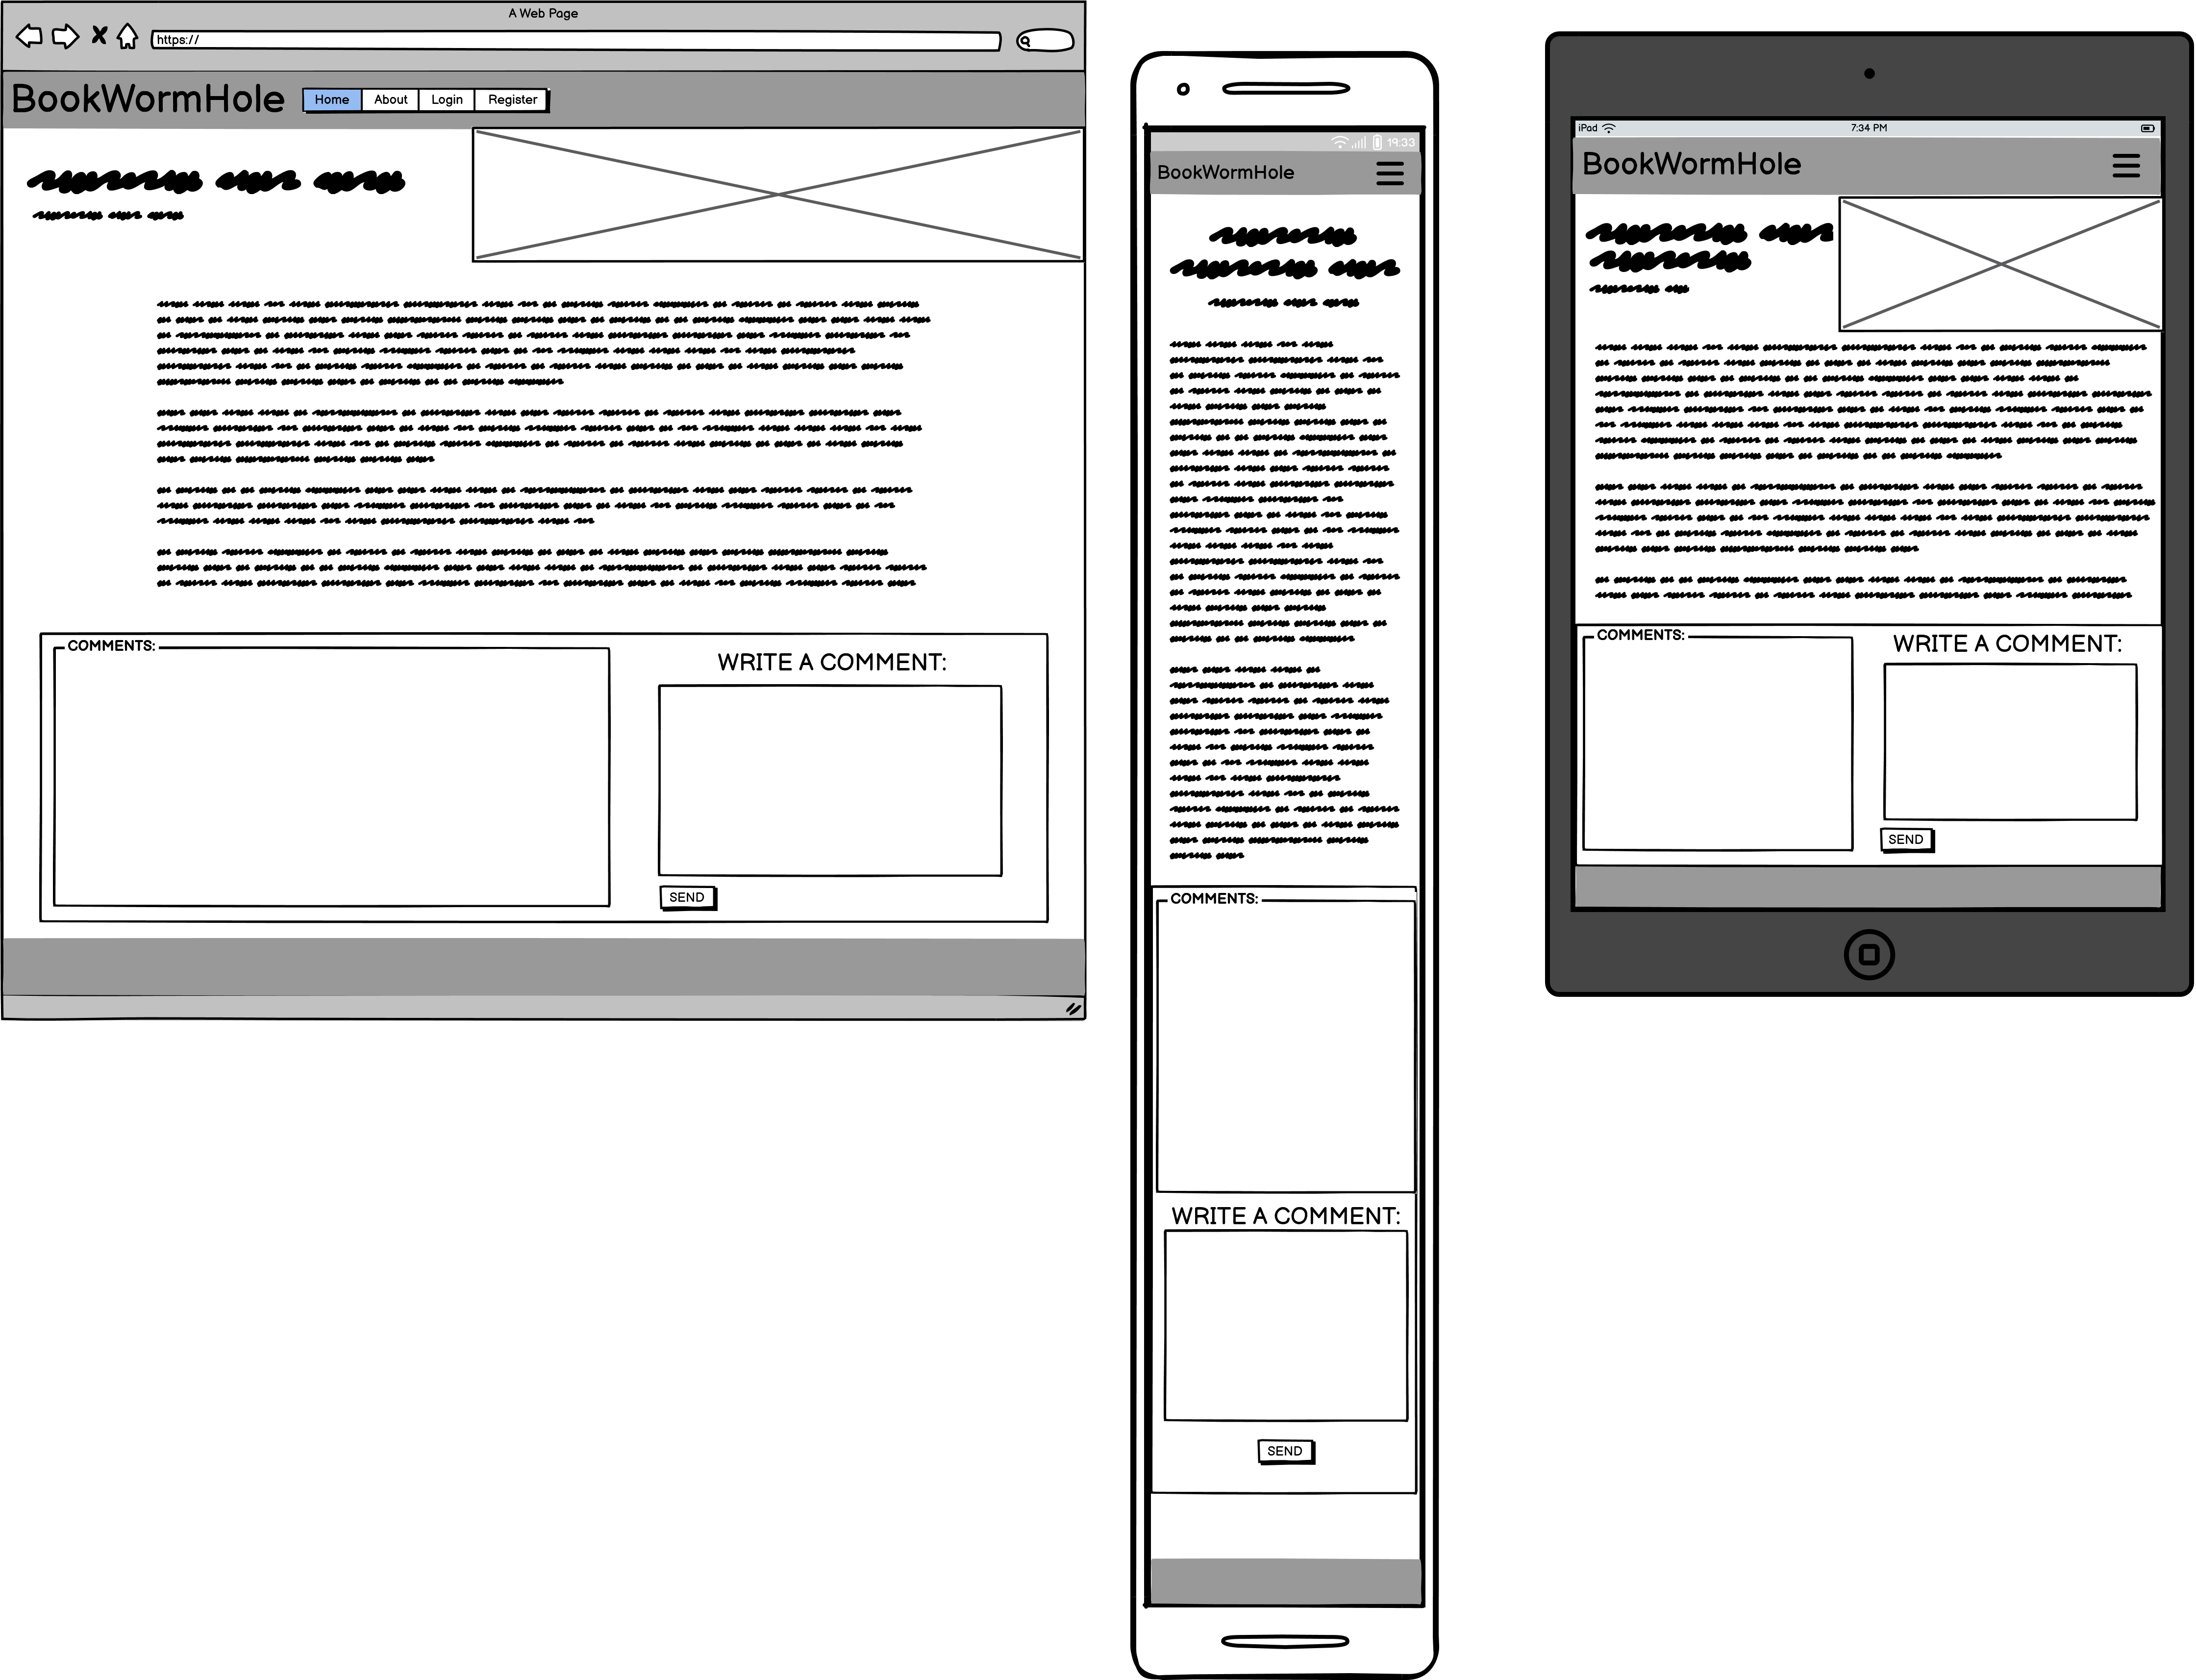 A Web Page
https://
BookWormHole
Home About Login Register
COMMENTS:
WRITE A COMMENT:
SEND
19:33
BookWormHole
COMMENTS:
WRITE A COMMENT:
SEND
iPad 7:34 PM
BookWormHole
COMMENTS:
WRITE A COMMENT:
SEND